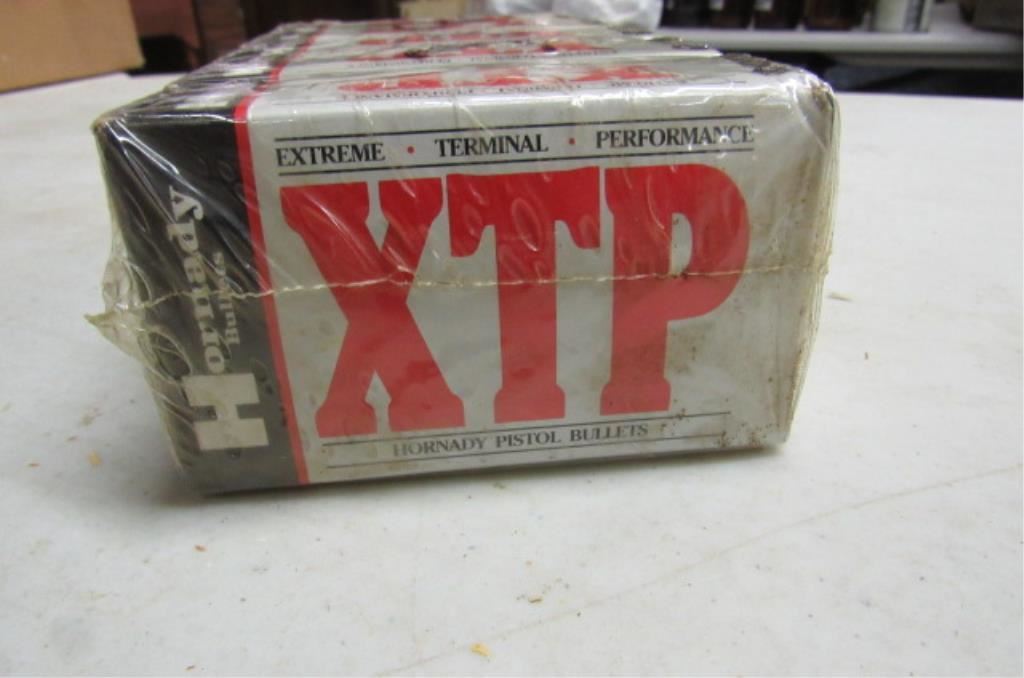 EXTREME • TERMINAL • PERFORMANCE
XTP
HORNADY PISTOL BULLETS
Hornady
Bullets